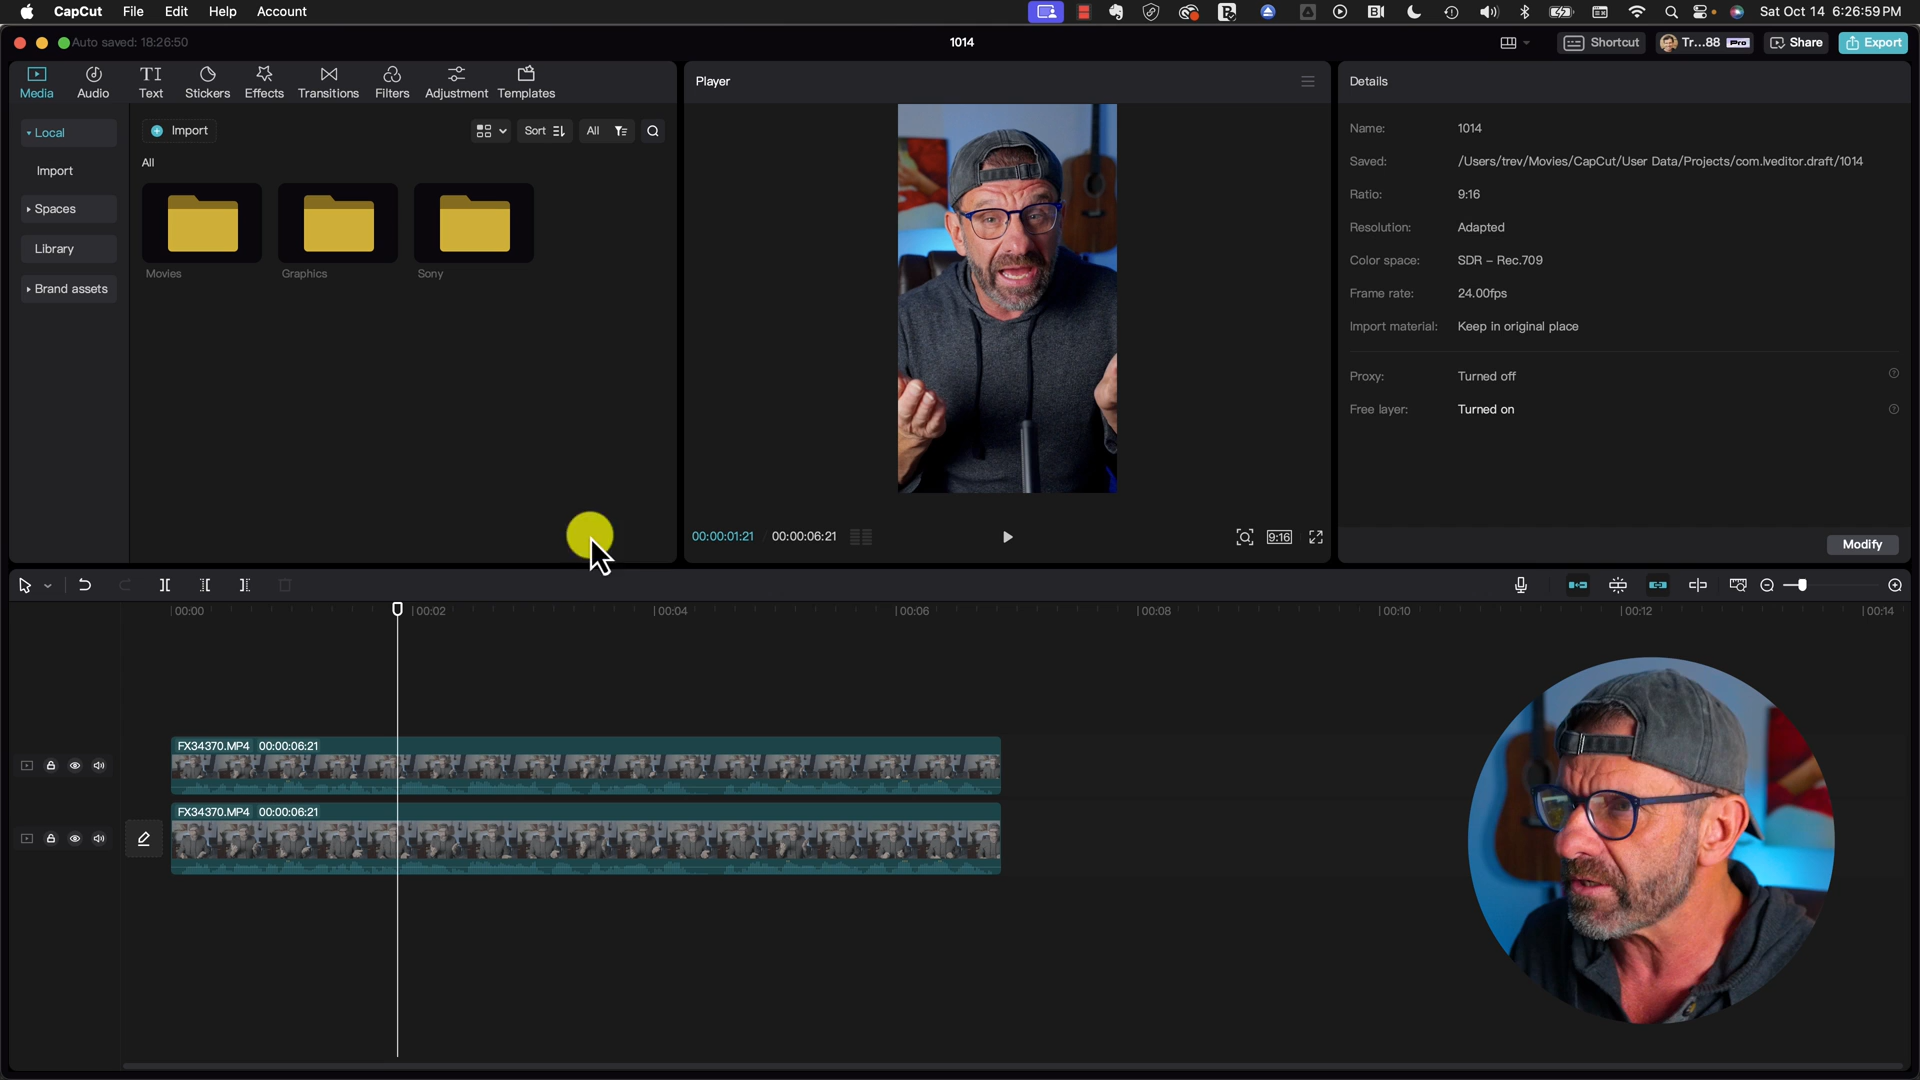 CapCut File Edit Help Account
Sat Oct 14 6:26:59 PM
Auto saved: 18:26:50
1014
Shortcut
Tr...88 Pro
Share
Export
Media Audio Text Stickers Effects Transitions Filters Adjustment Templates
Local
Import
Spaces
Library
Brand assets
Import
Sort
All
All
Movies
Graphics
Sony
Player
00:00:01:21 00:00:06:21
9:16
Details
Name: 1014
Saved: /Users/trev/Movies/CapCut/User Data/Projects/com.lveditor.draft/1014
Ratio: 9:16
Resolution: Adapted
Color space: SDR – Rec.709
Frame rate: 24.00fps
Import material: Keep in original place
Proxy: Turned off
Free layer: Turned on
Modify
00:00 00:02 00:04 00:06 00:08 00:10 00:12 00:14
FX34370.MP4 00:00:06:21
FX34370.MP4 00:00:06:21